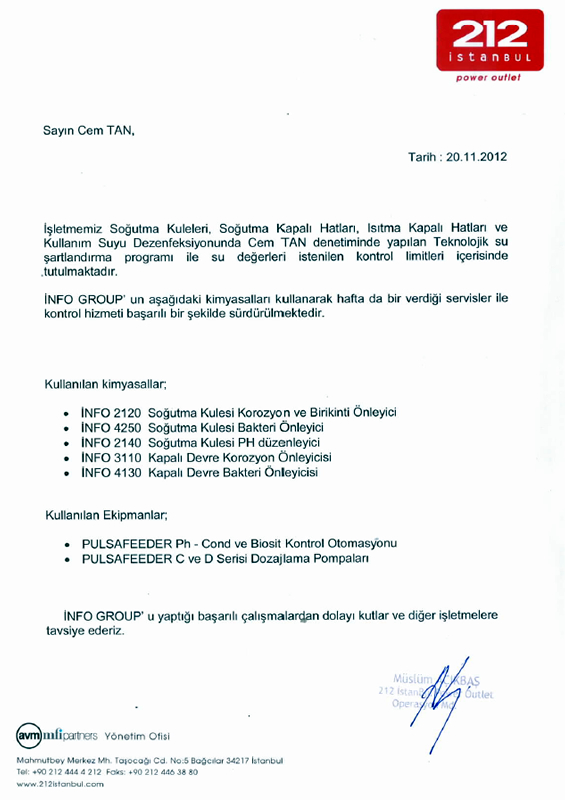 212
istanbul
power outlet
Sayın Cem TAN,
Tarih : 20.11.2012
İşletmemiz Soğutma Kuleleri, Soğutma Kapalı Hatları, Isıtma Kapalı Hatları ve
Kullanım Suyu Dezenfeksiyonunda Cem TAN denetiminde yapılan Teknolojik su
şartlandırma programı ile su değerleri istenilen kontrol limitleri içerisinde
tutulmaktadır.
İNFO GROUP' un aşağıdaki kimyasalları kullanarak hafta da bir verdiği servisler ile
kontrol hizmeti başarılı bir şekilde sürdürülmektedir.
Kullanılan kimyasallar;
• İNFO 2120 Soğutma Kulesi Korozyon ve Birikinti Önleyici
• İNFO 4250 Soğutma Kulesi Bakteri Önleyici
• İNFO 2140 Soğutma Kulesi PH düzenleyici
• İNFO 3110 Kapalı Devre Korozyon Önleyicisi
• İNFO 4130 Kapalı Devre Bakteri Önleyicisi
Kullanılan Ekipmanlar;
• PULSAFEEDER Ph - Cond ve Biosit Kontrol Otomasyonu
• PULSAFEEDER C ve D Serisi Dozajlama Pompaları
İNFO GROUP' u yaptığı başarılı çalışmalardan dolayı kutlar ve diğer işletmelere
tavsiye ederiz.
Müslüm AÇIKBAŞ
212 İstanbul Outlet
avm mfi partners Yönetim Ofisi
Mahmutbey Merkez Mh. Taşocağı Cd. No:5 Bağcılar 34217 İstanbul
Tel: +90 212 444 4 212 Faks: +90 212 446 38 80
www.212istanbul.com